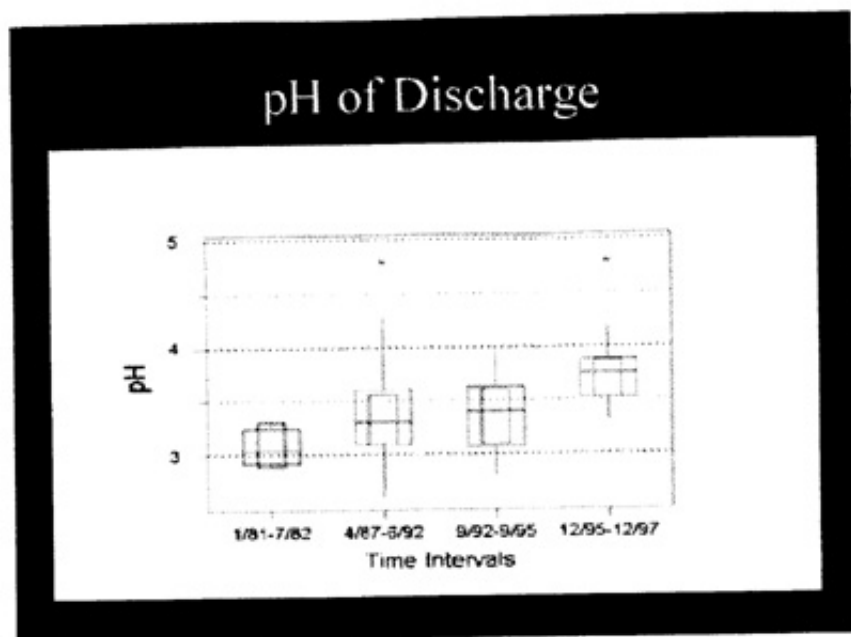 pH of Discharge
5
4
3
pH
1/81-7/82 4/87-6/92 9/92-9/95 12/95-12/97
Time Intervals